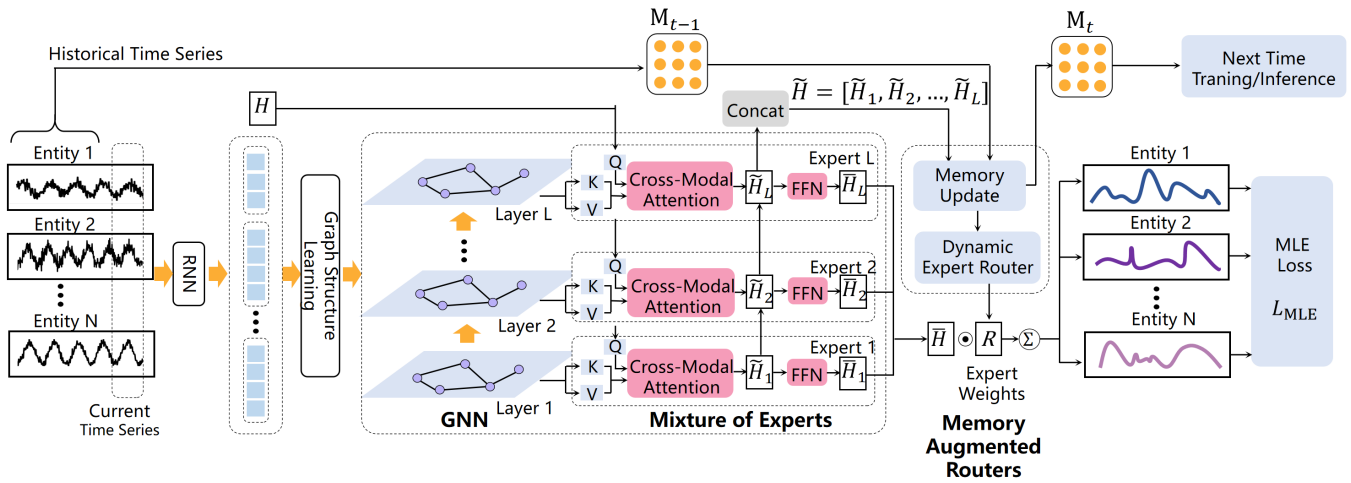 Historical Time Series
M_{t−1}
M_t
Next Time
Traning/Inference
H
Concat
H̃ = [H̃_1, H̃_2, ..., H̃_L]
Entity 1
Entity 2
Entity N
Current
Time Series
RNN
Graph Structure
Learning
Layer L
Layer 2
Layer 1
GNN
Q
K
V
Cross-Modal
Attention
H̃_L
FFN
Expert L
H̅_L
Q
K
V
Cross-Modal
Attention
H̃_2
FFN
Expert 2
H̅_2
Q
K
V
Cross-Modal
Attention
H̃_1
FFN
Expert 1
H̅_1
Mixture of Experts
Memory
Update
Dynamic
Expert Router
H̅ ⊙ R Σ
Expert
Weights
Memory
Augmented
Routers
Entity 1
Entity 2
Entity N
MLE
Loss
L_MLE